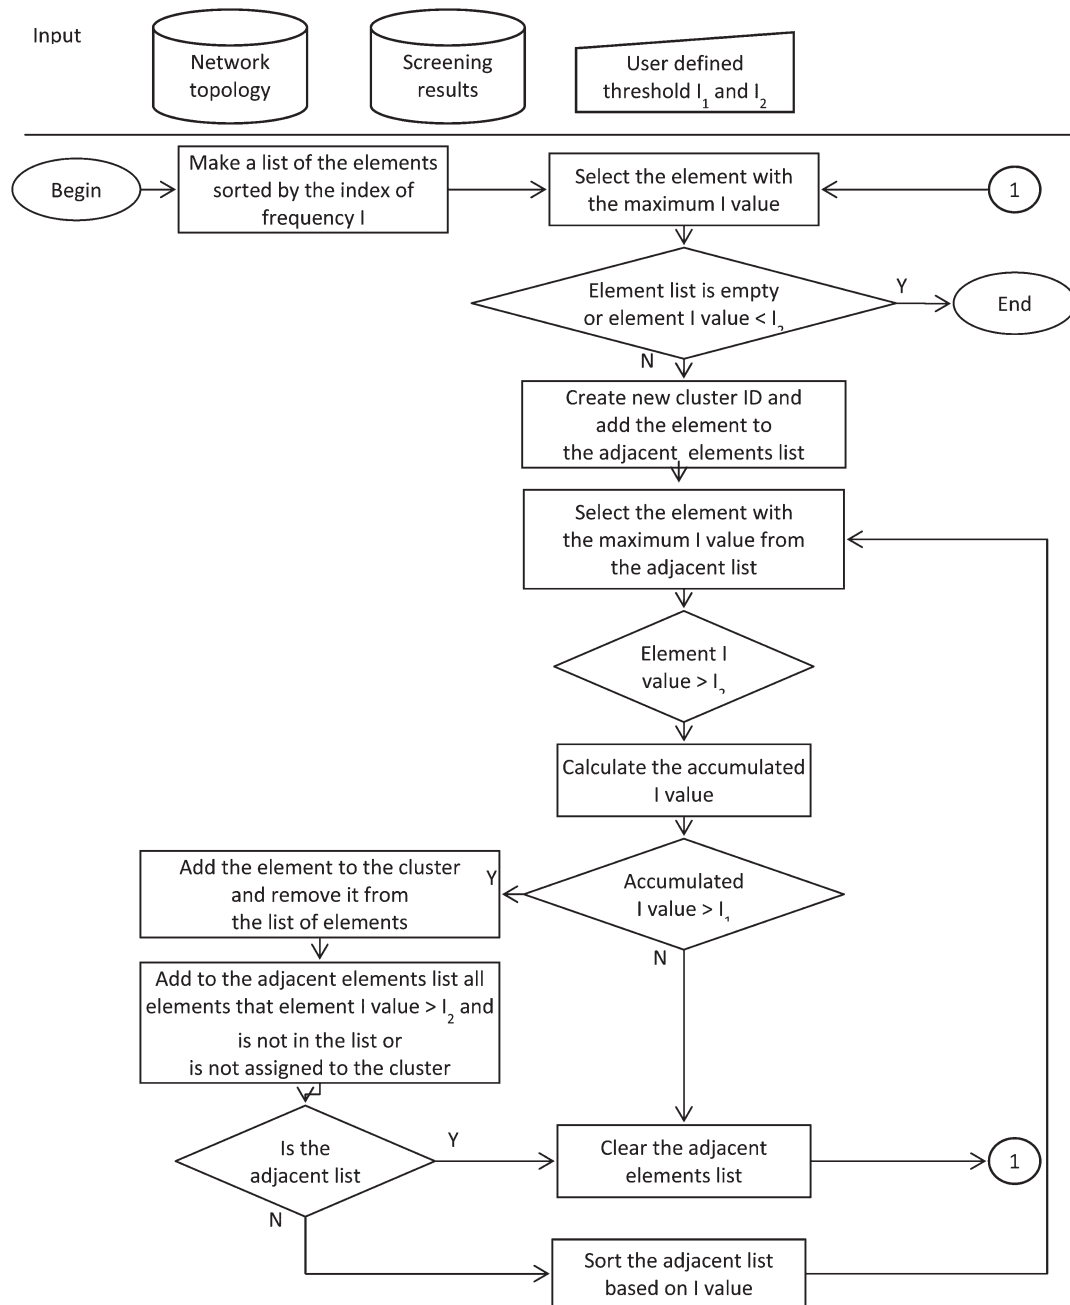 Input
Network
topology
Screening
results
User defined
threshold I1 and I2
Begin
Make a list of the elements
sorted by the index of
frequency I
Select the element with
the maximum I value
1
Element list is empty
or element I value < I2
Y
End
N
Create new cluster ID and
add the element to
the adjacent elements list
Select the element with
the maximum I value from
the adjacent list
Element I
value > I2
Calculate the accumulated
I value
Accumulated
I value > I1
Y
N
Add the element to the cluster
and remove it from
the list of elements
Add to the adjacent elements list all
elements that element I value > I2 and
is not in the list or
is not assigned to the cluster
Is the
adjacent list
Y
N
Clear the adjacent
elements list
1
Sort the adjacent list
based on I value